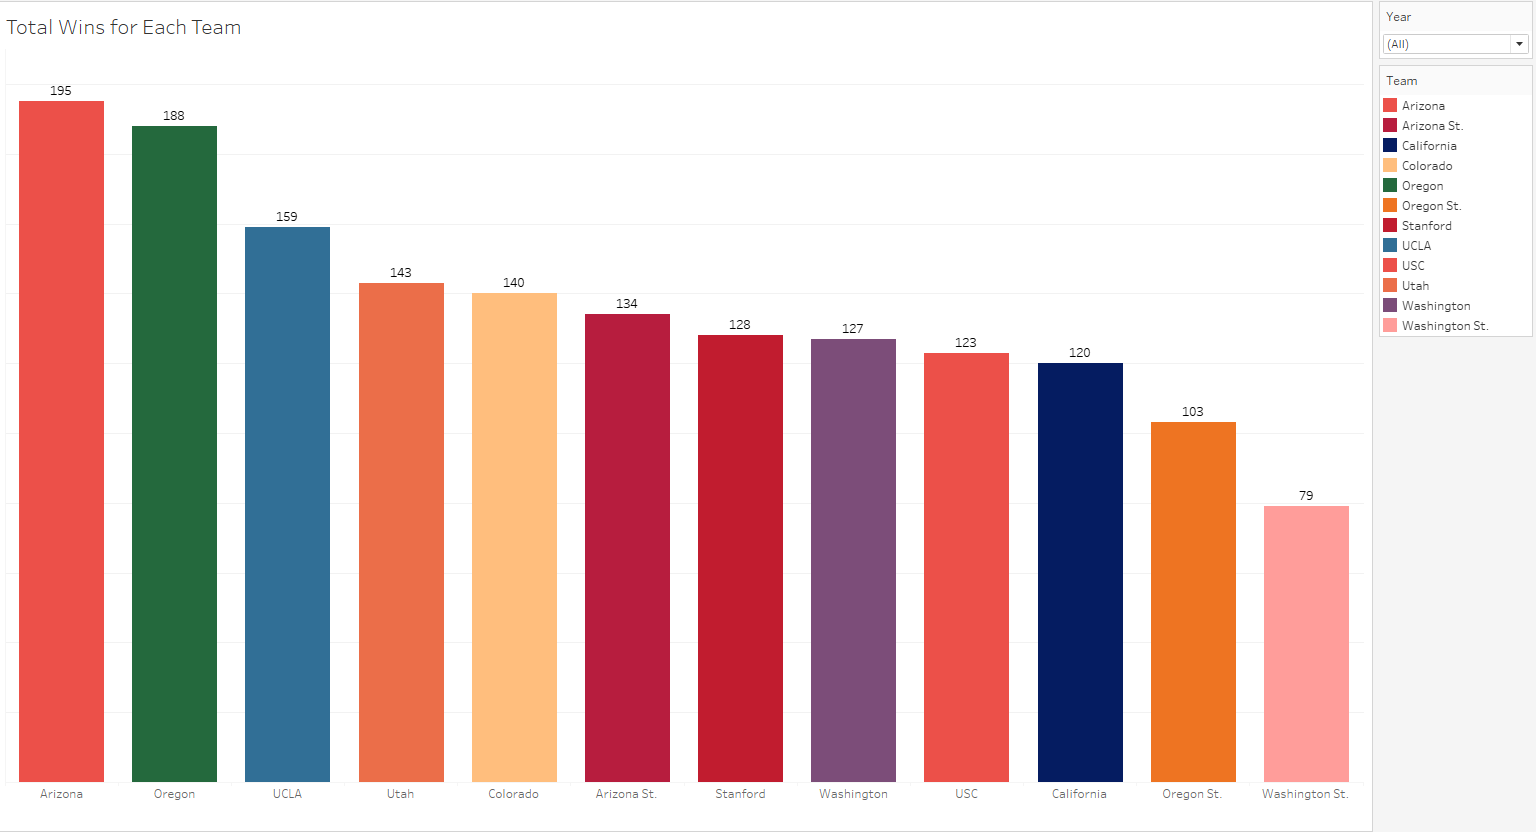 Total Wins for Each Team
195
188
159
143
140
134
128
127
123
120
103
79
Arizona
Oregon
UCLA
Utah
Colorado
Arizona St.
Stanford
Washington
USC
California
Oregon St.
Washington St.
Year
(All)
Team
Arizona
Arizona St.
California
Colorado
Oregon
Oregon St.
Stanford
UCLA
USC
Utah
Washington
Washington St.